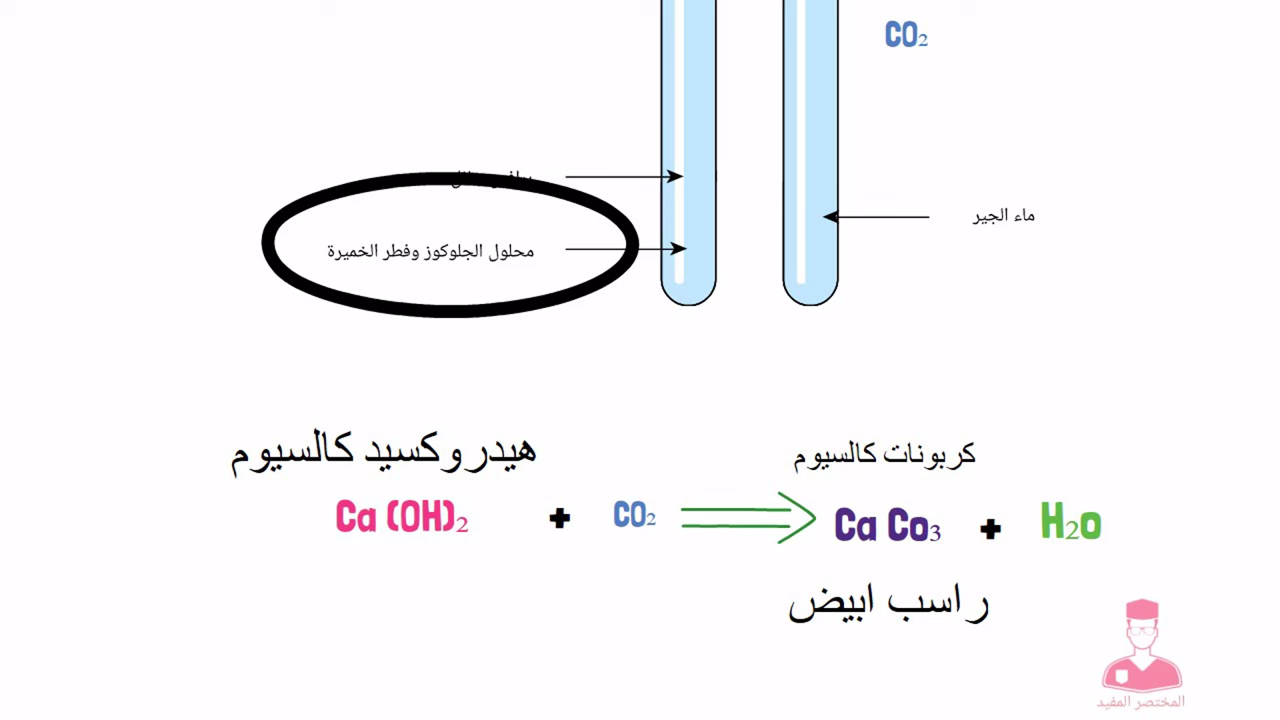 CO₂
ماء الجير
محلول الجلوكوز وفطر الخميرة
هيدروكسيد كالسيوم
كربونات كالسيوم
Ca (OH)₂ + CO₂ ⇒ Ca Co₃ + H₂o
راسب ابيض
المختصر المفيد